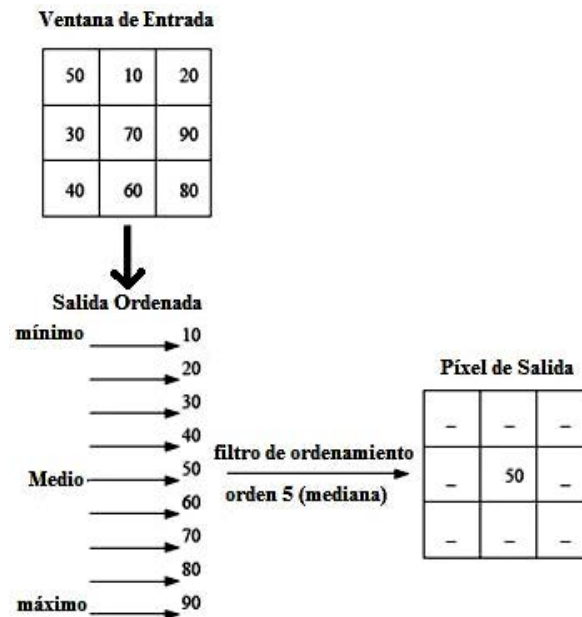 Ventana de Entrada
50 10 20
30 70 90
40 60 80
Salida Ordenada
mínimo 10
20
30
40
Medio 50
60
70
80
máximo 90
filtro de ordenamiento
orden 5 (mediana)
Píxel de Salida
– – –
– 50 –
– – –